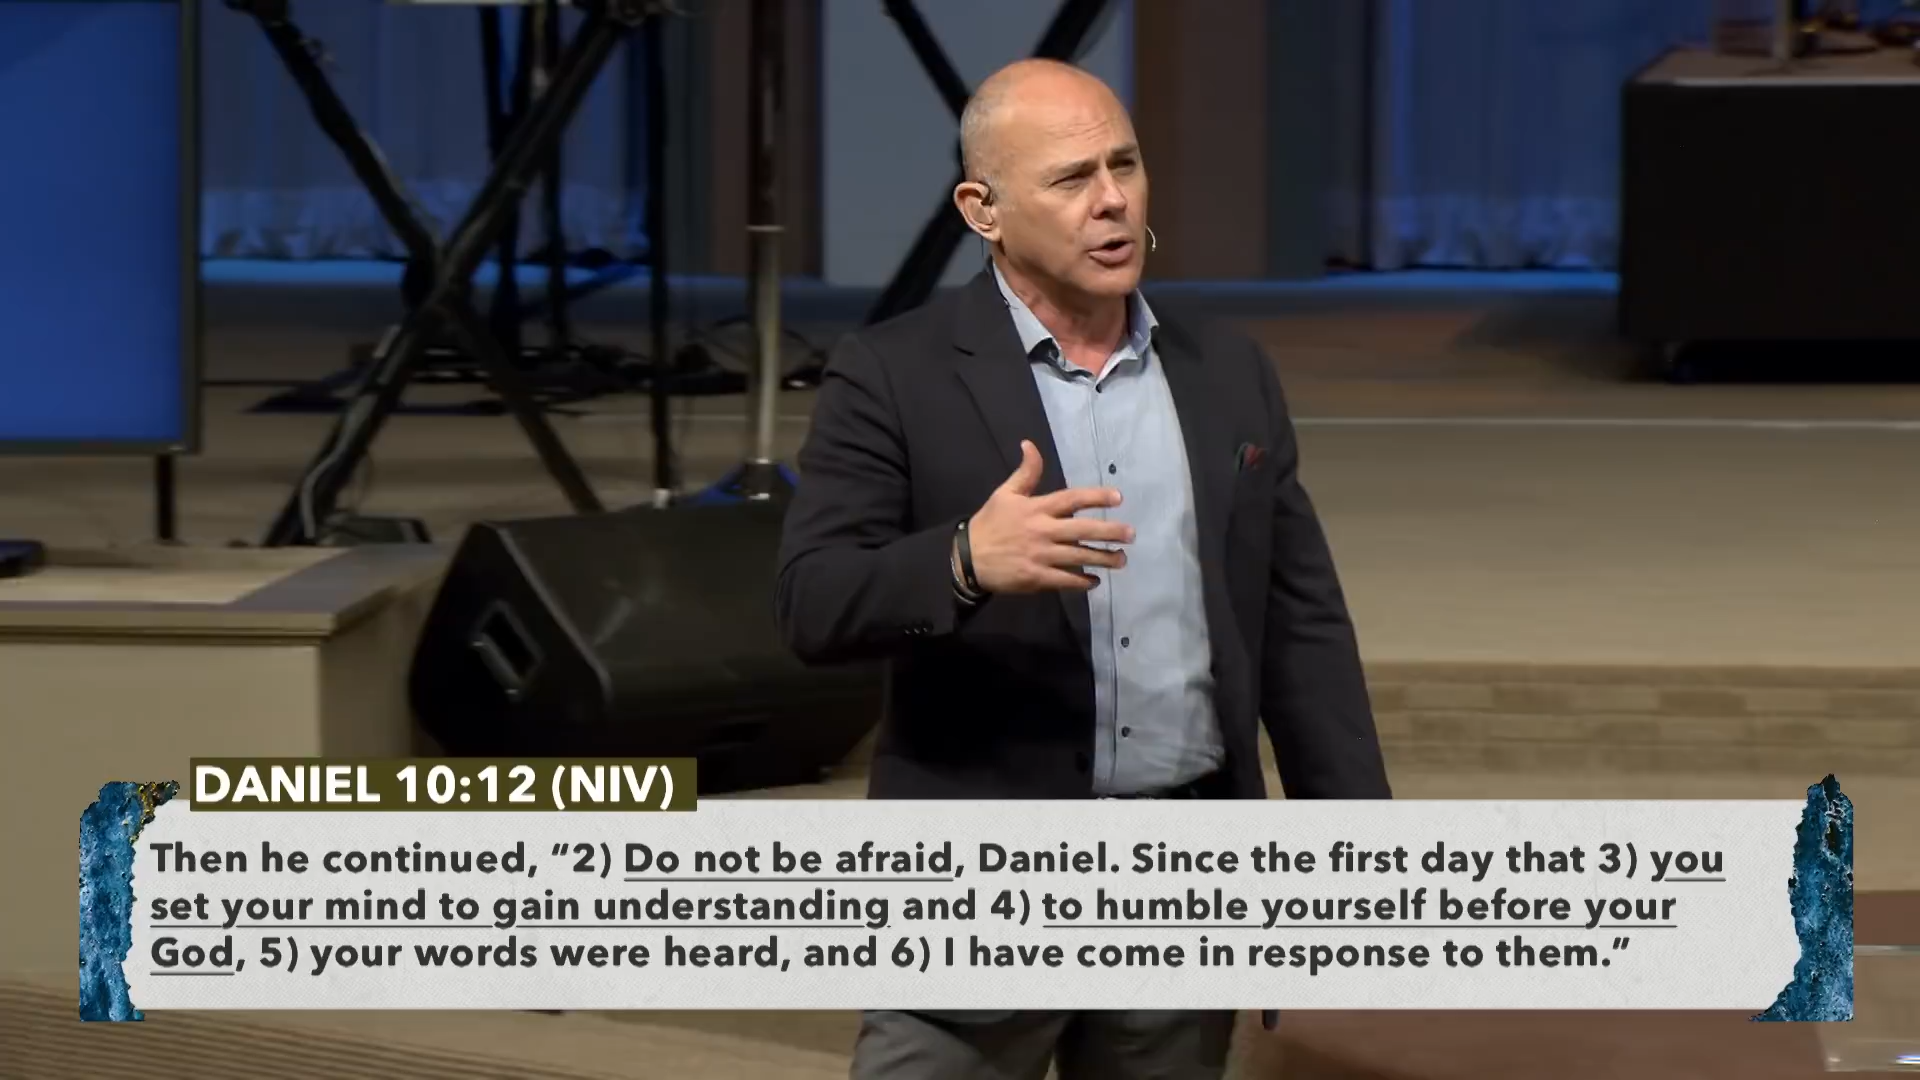 DANIEL 10:12 (NIV)
Then he continued, “2) Do not be afraid, Daniel. Since the first day that 3) you
set your mind to gain understanding and 4) to humble yourself before your
God, 5) your words were heard, and 6) I have come in response to them.”